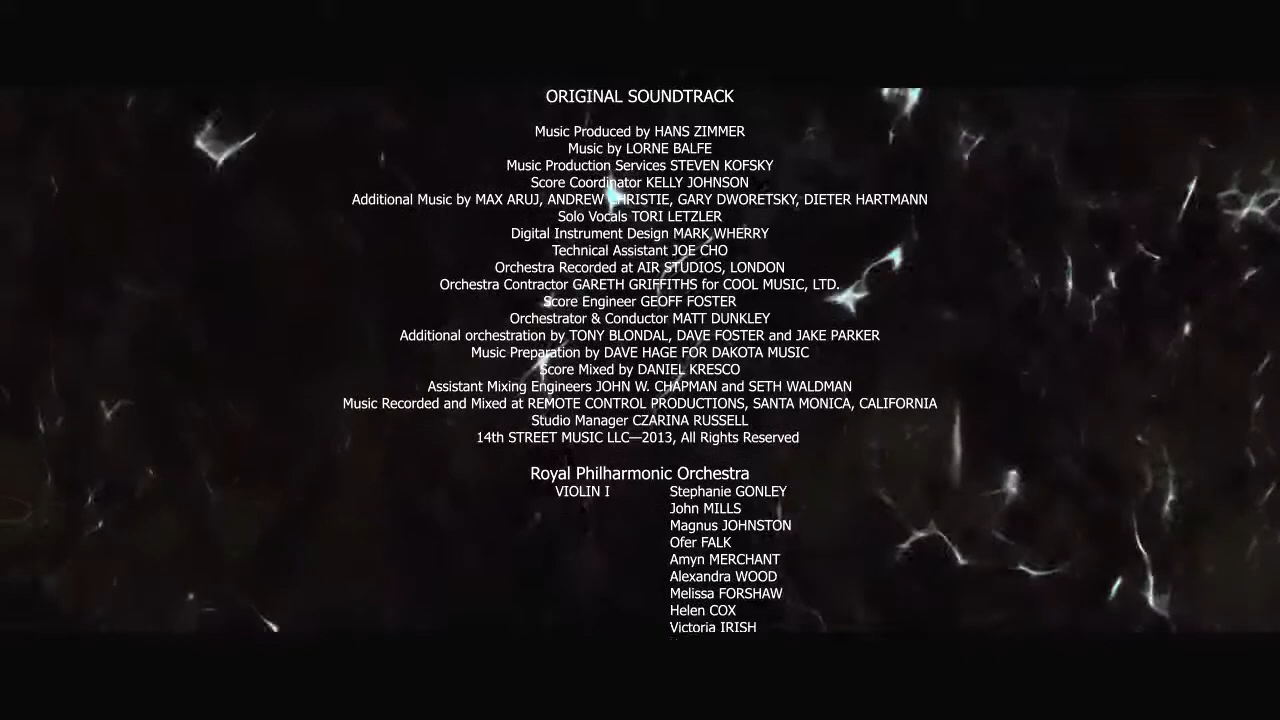 ORIGINAL SOUNDTRACK
Music Produced by HANS ZIMMER
Music by LORNE BALFE
Music Production Services STEVEN KOFSKY
Score Coordinator KELLY JOHNSON
Additional Music by MAX ARUJ, ANDREW CHRISTIE, GARY DWORETSKY, DIETER HARTMANN
Solo Vocals TORI LETZLER
Digital Instrument Design MARK WHERRY
Technical Assistant JOE CHO
Orchestra Recorded at AIR STUDIOS, LONDON
Orchestra Contractor GARETH GRIFFITHS for COOL MUSIC, LTD.
Score Engineer GEOFF FOSTER
Orchestrator & Conductor MATT DUNKLEY
Additional orchestration by TONY BLONDAL, DAVE FOSTER and JAKE PARKER
Music Preparation by DAVE HAGE FOR DAKOTA MUSIC
Score Mixed by DANIEL KRESCO
Assistant Mixing Engineers JOHN W. CHAPMAN and SETH WALDMAN
Music Recorded and Mixed at REMOTE CONTROL PRODUCTIONS, SANTA MONICA, CALIFORNIA
Studio Manager CZARINA RUSSELL
14th STREET MUSIC LLC—2013, All Rights Reserved
Royal Philharmonic Orchestra
VIOLIN I Stephanie GONLEY
John MILLS
Magnus JOHNSTON
Ofer FALK
Amyn MERCHANT
Alexandra WOOD
Melissa FORSHAW
Helen COX
Victoria IRISH